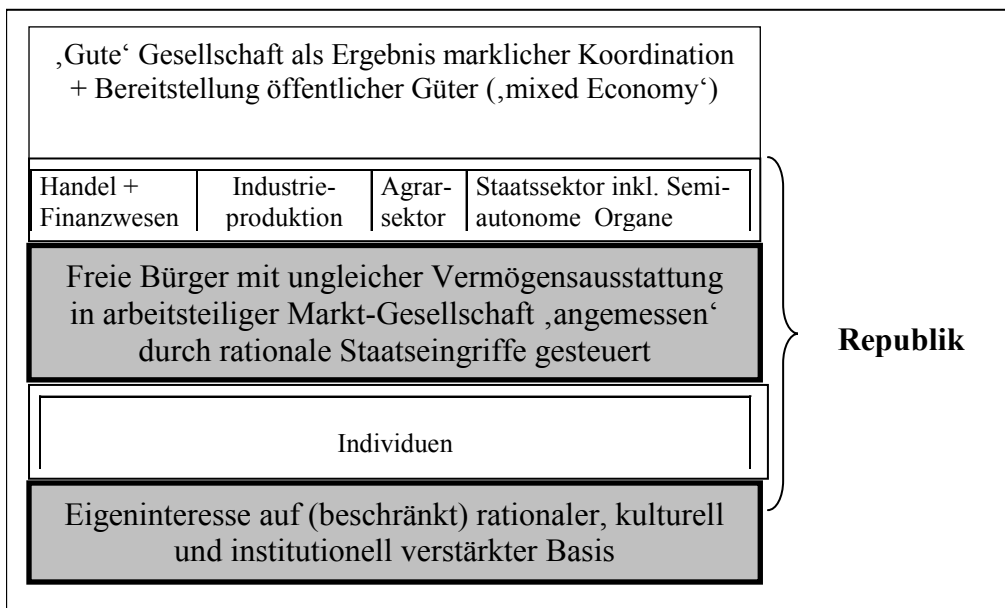 ‚Gute‘ Gesellschaft als Ergebnis marklicher Koordination
+ Bereitstellung öffentlicher Güter (‚mixed Economy‘)
Handel +
Finanzwesen
Industrie-
produktion
Agrar-
sektor
Staatssektor inkl. Semi-
autonome Organe
Freie Bürger mit ungleicher Vermögensausstattung
in arbeitsteiliger Markt-Gesellschaft ‚angemessen‘
durch rationale Staatseingriffe gesteuert
Republik
Individuen
Eigeninteresse auf (beschränkt) rationaler, kulturell
und institutionell verstärkter Basis